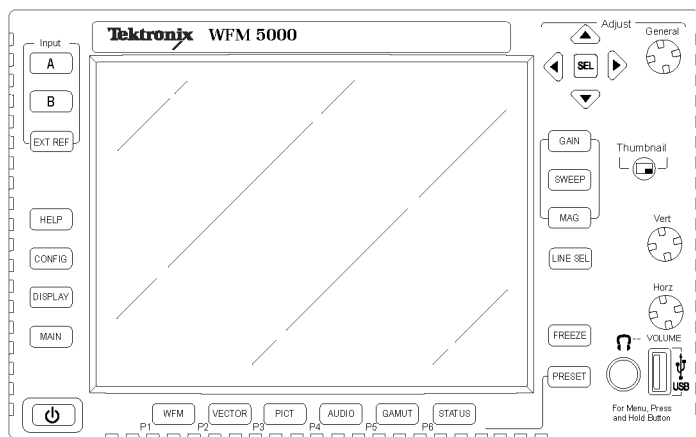 Tektronix WFM 5000
Input
A
B
EXT REF
HELP
CONFIG
DISPLAY
MAIN
Adjust
General
SEL
GAIN
SWEEP
MAG
LINE SEL
Thumbnail
Vert
Horz
FREEZE
VOLUME
PRESET
USB
For Menu, Press
and Hold Button
WFM
VECTOR
PICT
AUDIO
GAMUT
STATUS
P1 P2 P3 P4 P5 P6